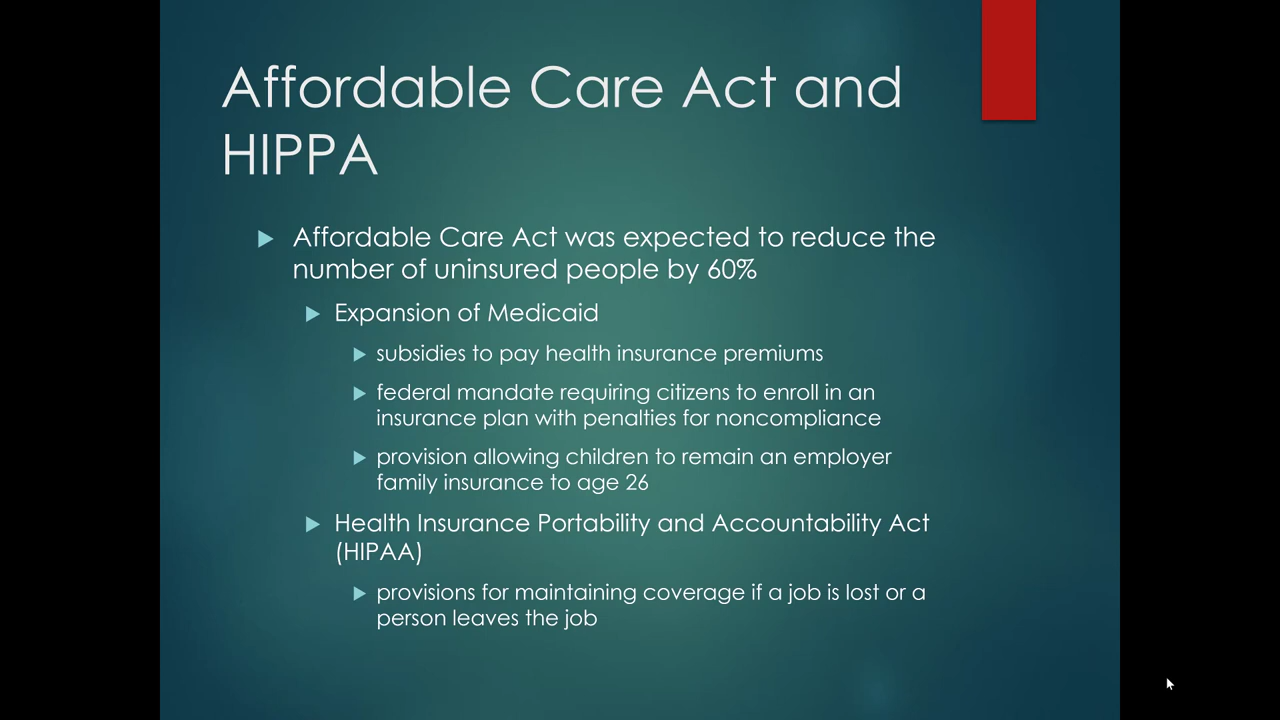 Affordable Care Act and
HIPPA
Affordable Care Act was expected to reduce the
number of uninsured people by 60%
Expansion of Medicaid
subsidies to pay health insurance premiums
federal mandate requiring citizens to enroll in an
insurance plan with penalties for noncompliance
provision allowing children to remain an employer
family insurance to age 26
Health Insurance Portability and Accountability Act
(HIPAA)
provisions for maintaining coverage if a job is lost or a
person leaves the job